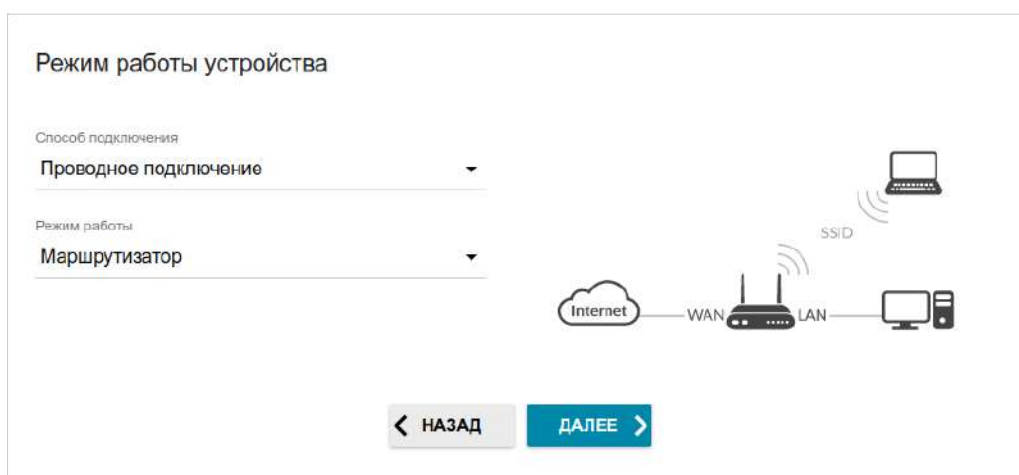 Режим работы устройства
Способ подключения
Проводное подключение
Режим работы
Маршрутизатор
SSID
Internet
WAN
LAN
НАЗАД
ДАЛЕЕ